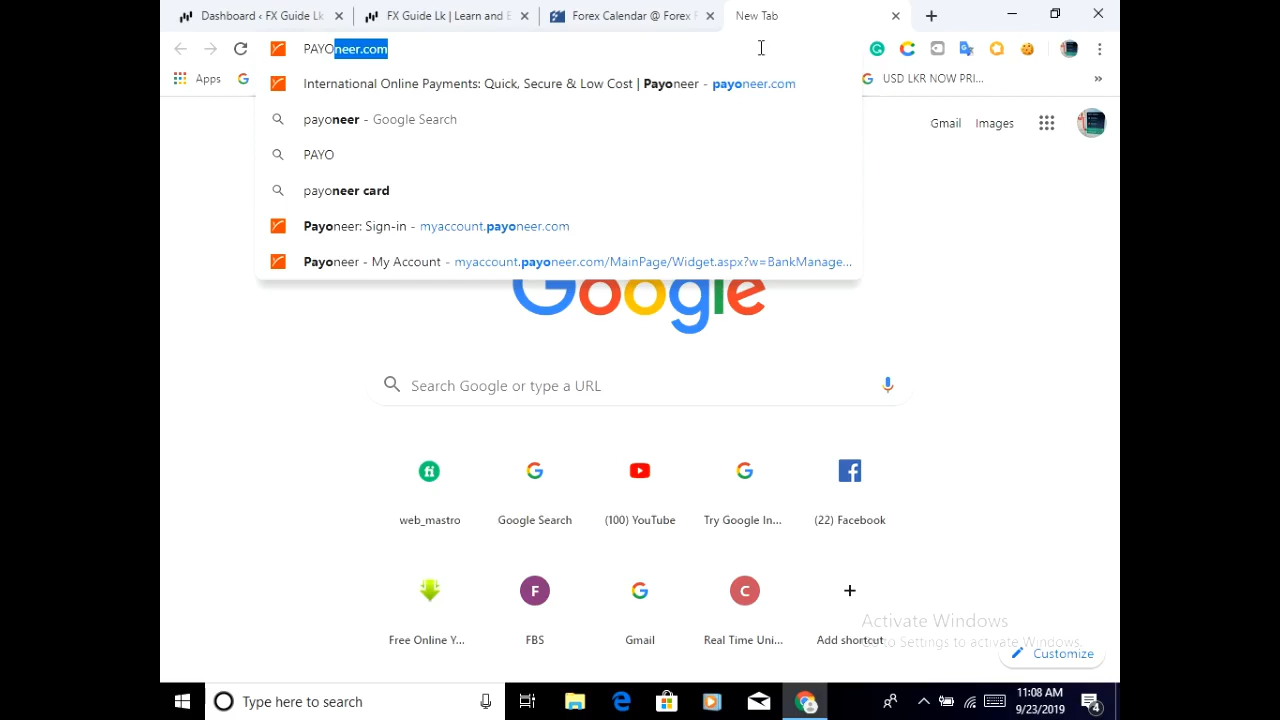 Dashboard ‹ FX Guide Lk
FX Guide Lk | Learn and E
Forex Calendar @ Forex F
New Tab
PAYOneer.com
Apps
USD LKR NOW PRI...
»
International Online Payments: Quick, Secure & Low Cost | Payoneer - payoneer.com
payoneer - Google Search
PAYO
payoneer card
Payoneer: Sign-in - myaccount.payoneer.com
Payoneer - My Account - myaccount.payoneer.com/MainPage/Widget.aspx?w=BankManage...
Gmail
Images
Google
Search Google or type a URL
web_mastro
Google Search
(100) YouTube
Try Google In...
(22) Facebook
F
C
Free Online Y...
FBS
Gmail
Real Time Uni...
Add shortcut
Activate Windows
Go to Settings to activate Windows.
Customize
Type here to search
11:08 AM
9/23/2019
4